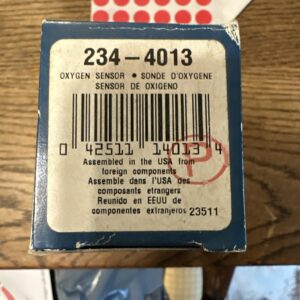 234-4013
OXYGEN SENSOR • SONDE D'OXYGENE
SENSOR DE OXIGENO
0 42511 14013 4
Assembled in the USA from
foreign components
Assemble dans l'USA des
composants etrangers
Reunido en EEUU de
componentes extranjeros 23511
P